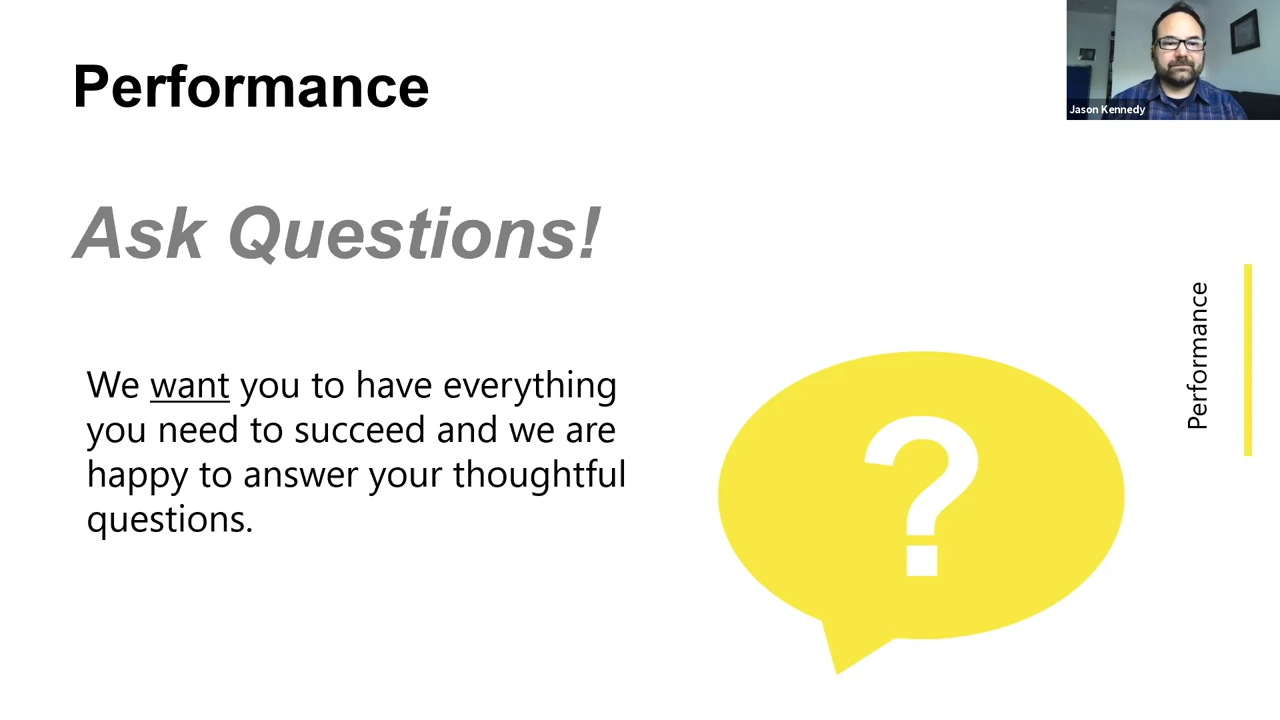 Performance
Jason Kennedy
Ask Questions!
Performance
We want you to have everything
you need to succeed and we are
happy to answer your thoughtful
questions.
?